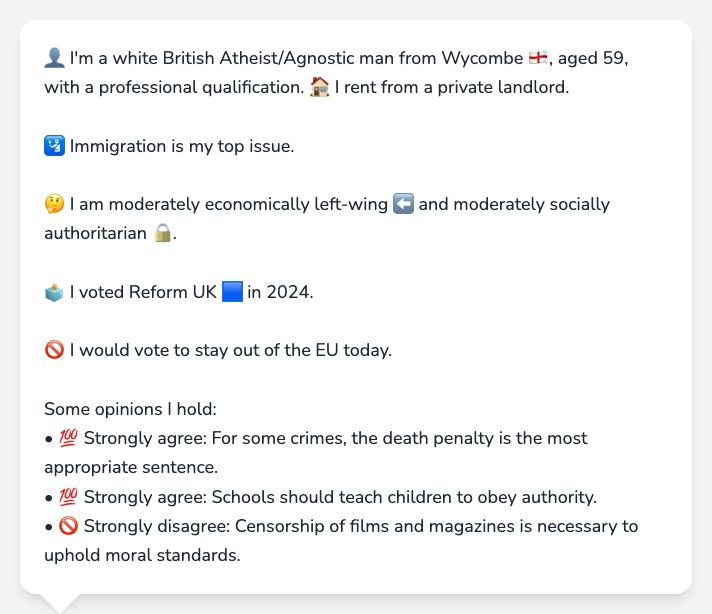 👤 I'm a white British Atheist/Agnostic man from Wycombe 🏴󠁧󠁢󠁥󠁮󠁧󠁿, aged 59,
with a professional qualification. 🏠 I rent from a private landlord.
🛂 Immigration is my top issue.
🤔 I am moderately economically left-wing ⬅️ and moderately socially
authoritarian 🔒.
🗳️ I voted Reform UK 🟦 in 2024.
🚫 I would vote to stay out of the EU today.
Some opinions I hold:
• 💯 Strongly agree: For some crimes, the death penalty is the most
appropriate sentence.
• 💯 Strongly agree: Schools should teach children to obey authority.
• 🚫 Strongly disagree: Censorship of films and magazines is necessary to
uphold moral standards.